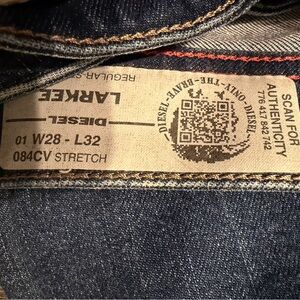 REGULAR-S
LARKEE
DIESEL
01 W28 - L32
084CV STRETCH
DIESEL-ONLY-THE-BRAVE-DIESEL
SCAN FOR
AUTHENTICITY
776 417 842 742